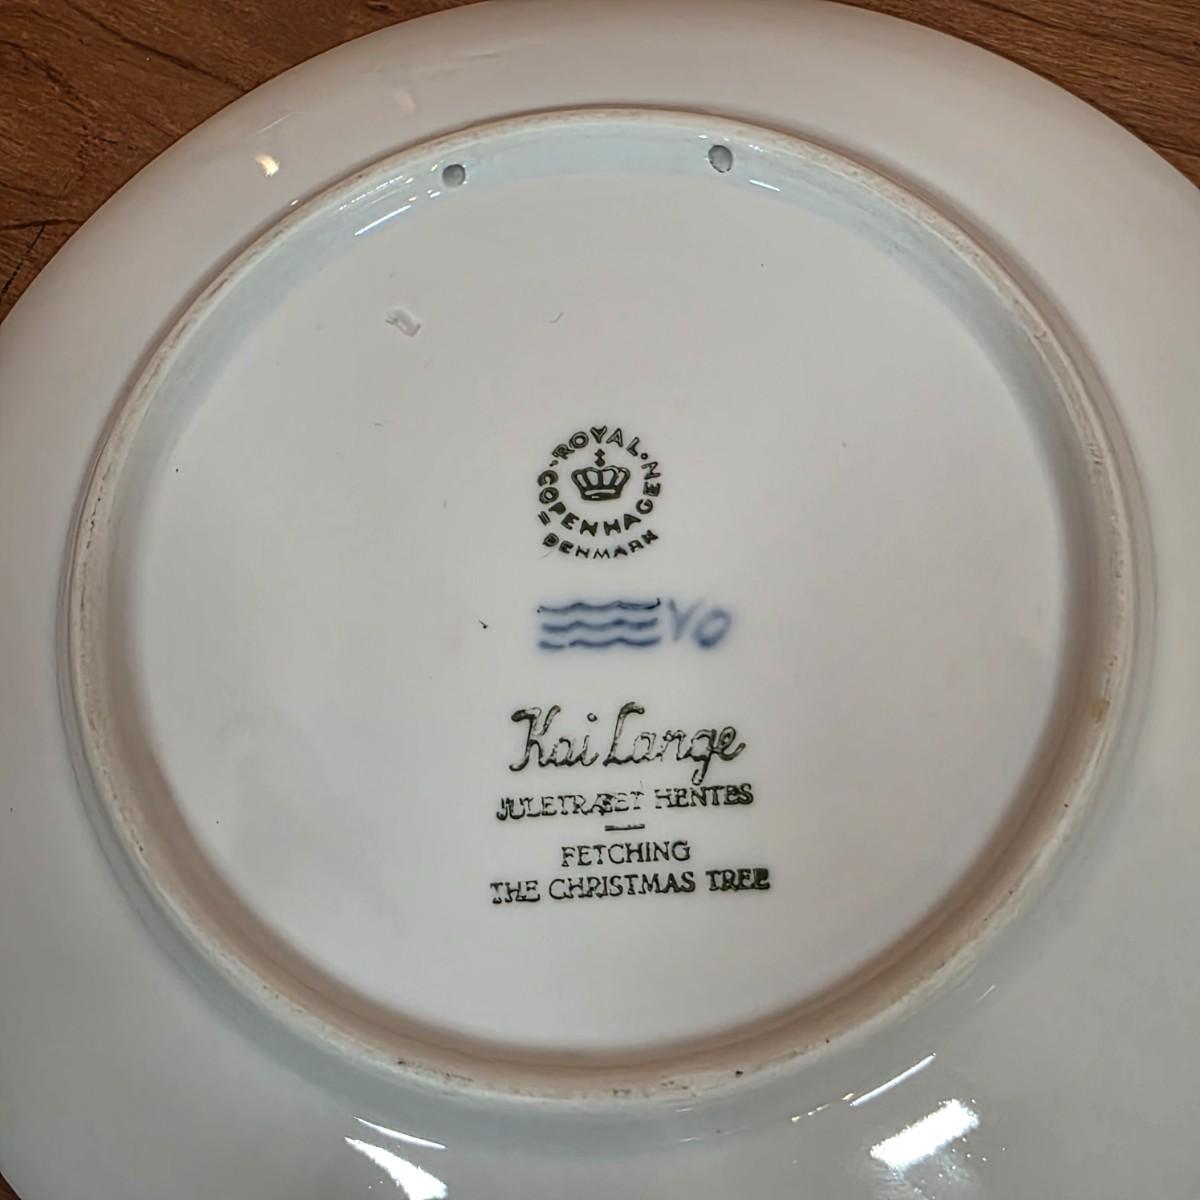 ROYAL
COPENHAGEN
DENMARK
VO
Kai Lange
JULETRÆET HENTES
FETCHING
THE CHRISTMAS TREE